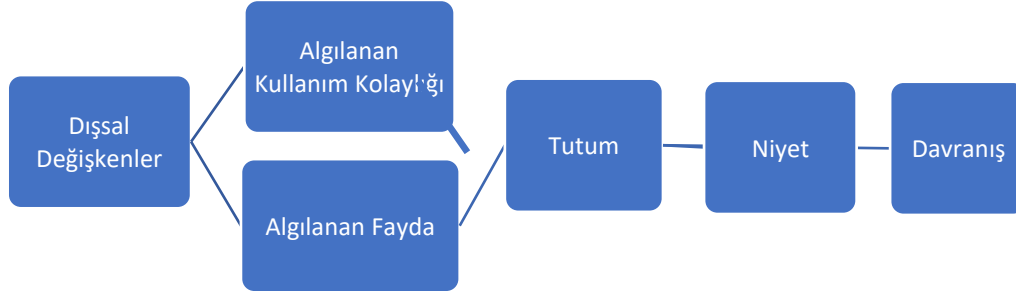 Dışsal
Değişkenler
Algılanan
Kullanım Kolaylığı
Algılanan Fayda
Tutum
Niyet
Davranış